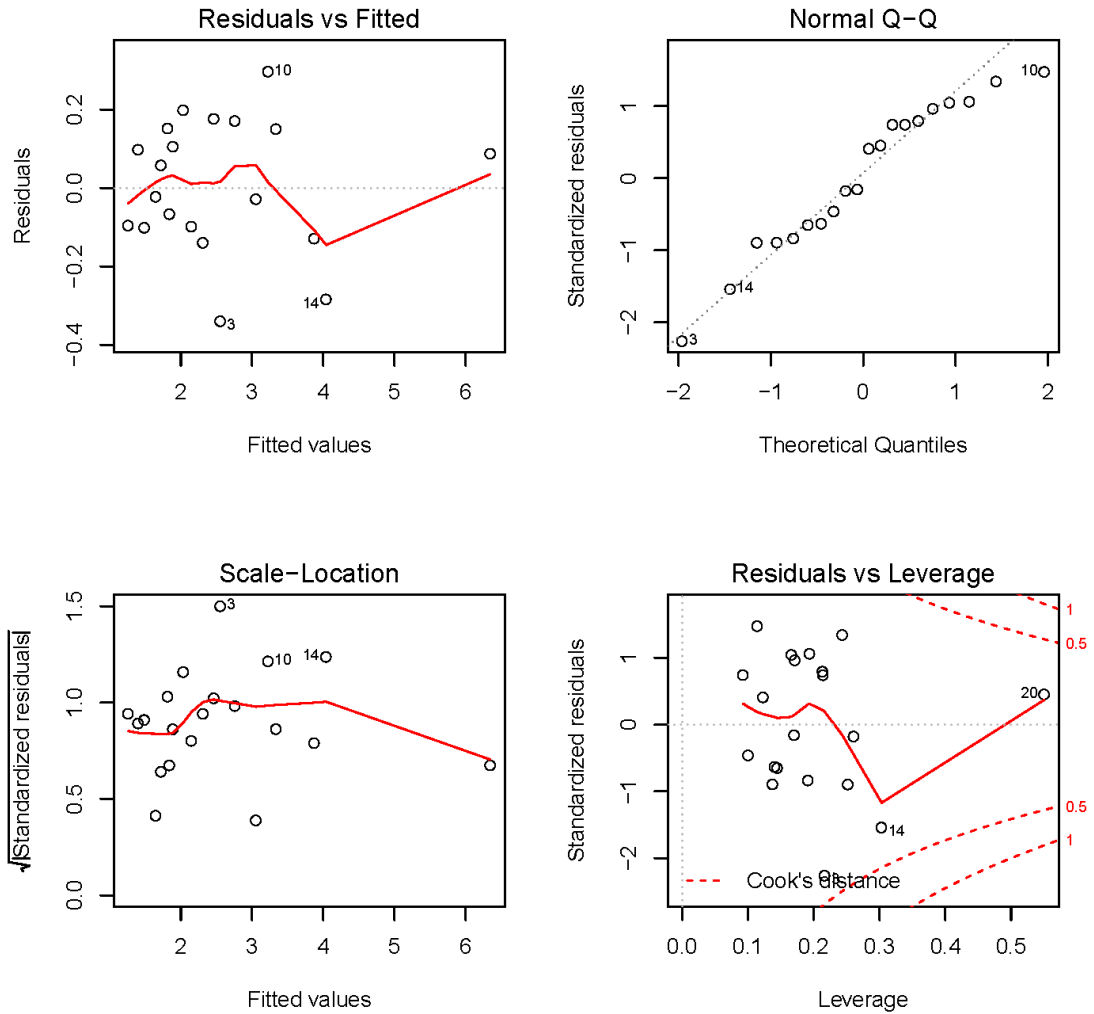 Residuals vs Fitted
Residuals
0.2
0.0
−0.2
−0.4
10
14
3
2 3 4 5 6
Fitted values
Normal Q−Q
Standardized residuals
1
0
−1
−2
10
14
3
−2 −1 0 1 2
Theoretical Quantiles
Scale−Location
√|Standardized residuals|
1.5
1.0
0.5
0.0
3
10
14
2 3 4 5 6
Fitted values
Residuals vs Leverage
Standardized residuals
1
0
−1
−2
1
0.5
20
0.5
14
1
3
Cook's distance
0.0 0.1 0.2 0.3 0.4 0.5
Leverage